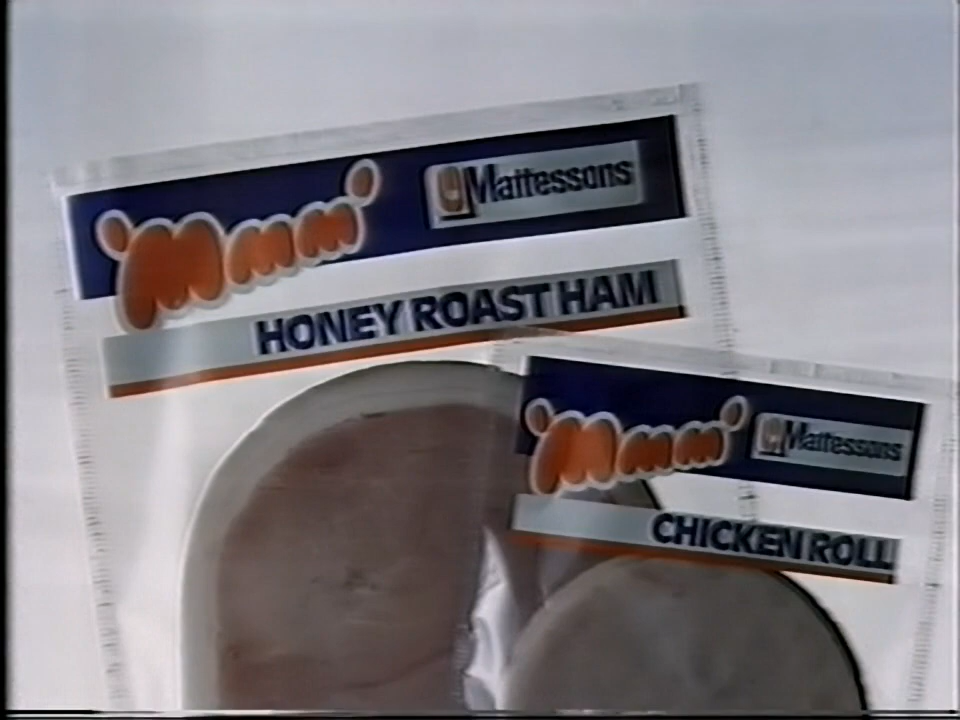 'Mmm'
Mattessons
HONEY ROAST HAM
'Mmm'
Mattessons
CHICKEN ROLL